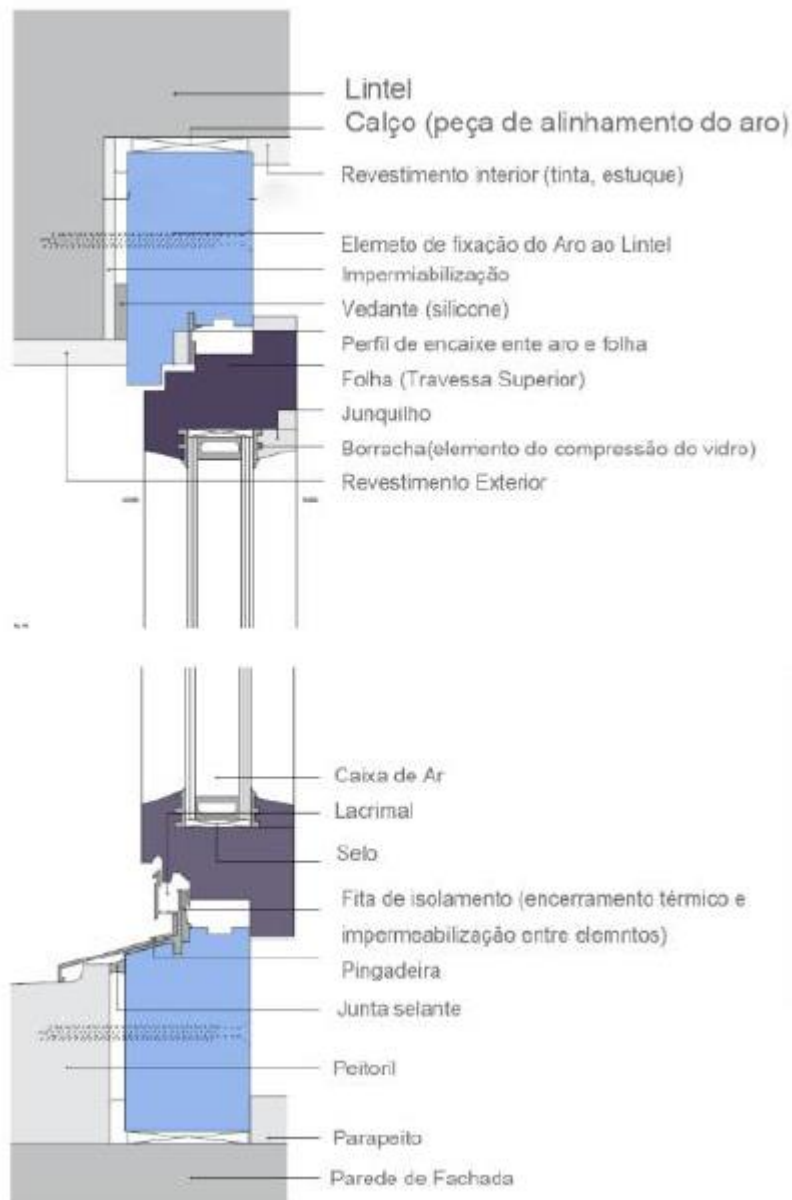 Lintel
Calço (peça de alinhamento do aro)
Revestimento interior (tinta, estuque)
Elemeto de fixação do Aro ao Lintel
Impermiabilização
Vedante (silicone)
Perfil de encaixe ente aro e folha
Folha (Travessa Superior)
Junquilho
Borracha(elemento do compressão do vidro)
Revestimento Exterior
Caixa de Ar
Lacrimal
Selo
Fita de isolamento (encerramento térmico e
impermeabilização entre elemntos)
Pingadeira
Junta selante
Peitoril
Parapeito
Parede de Fachada